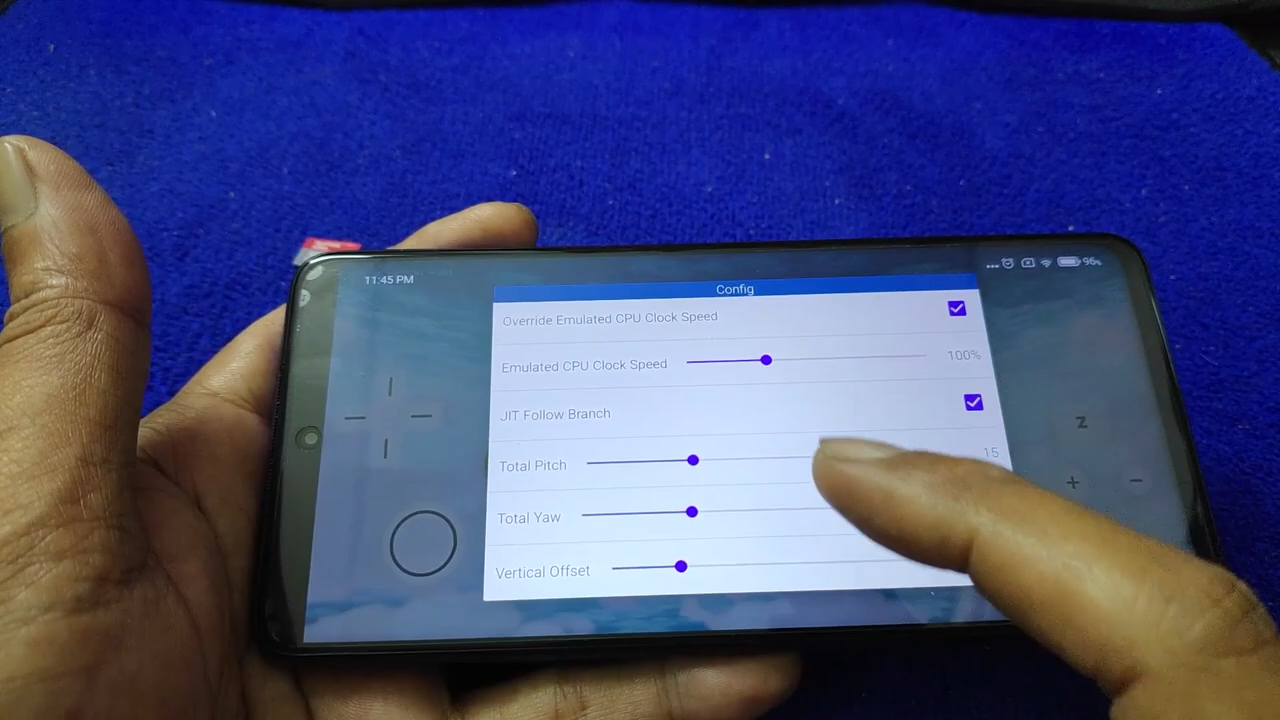 11:45 PM
96%
Config
Override Emulated CPU Clock Speed
Emulated CPU Clock Speed 100%
JIT Follow Branch
Total Pitch 15
Total Yaw
Vertical Offset
Z
+ −